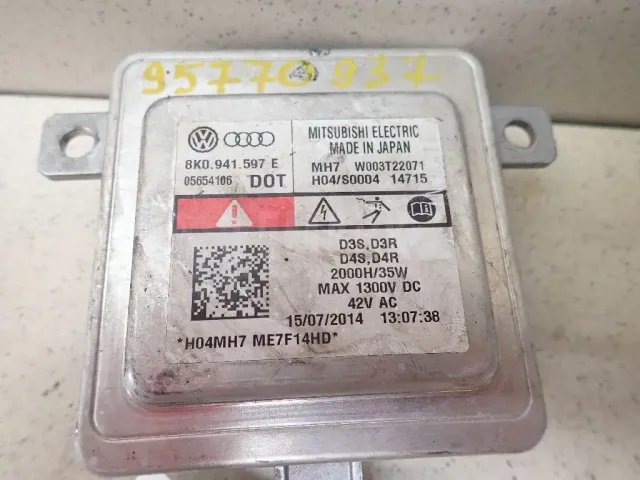 95770937
8K0.941.597 E
05654106 DOT
MITSUBISHI ELECTRIC
MADE IN JAPAN
MH7 W003T22071
H04/S0004 14715
D3S,D3R
D4S,D4R
2000H/35W
MAX 1300V DC
42V AC
15/07/2014 13:07:38
*H04MH7 ME7F14HD*